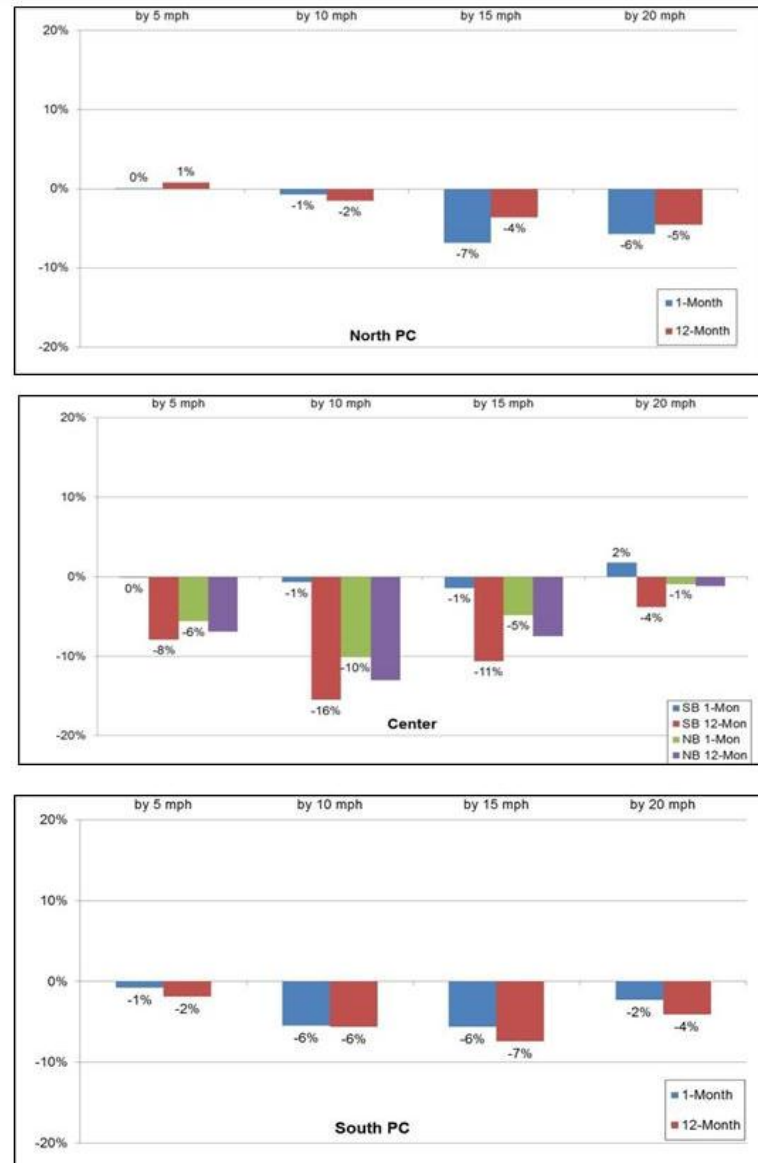 by 5 mph by 10 mph by 15 mph by 20 mph
20%
10%
0% 1%
0%
-1% -2%
-7% -4%
-6% -5%
-10%
1-Month
12-Month
North PC
-20%
by 5 mph by 10 mph by 15 mph by 20 mph
20%
10%
2%
0%
0% -8% -6%
-1% -16% -10%
-1% -11% -5%
-4% -1%
-10%
SB 1-Mon
SB 12-Mon
NB 1-Mon
NB 12-Mon
Center
-20%
by 5 mph by 10 mph by 15 mph by 20 mph
20%
10%
0%
-1% -2%
-6% -6%
-6% -7%
-2% -4%
-10%
1-Month
12-Month
South PC
-20%